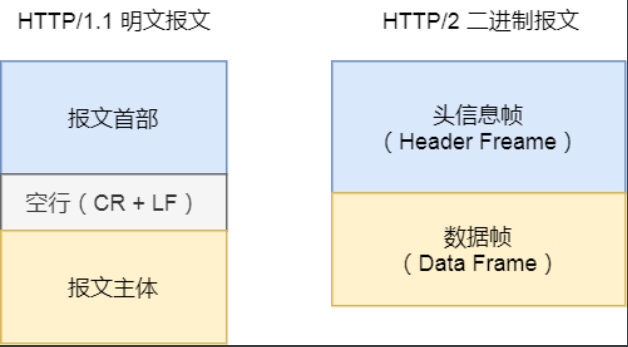 HTTP/1.1 明文报文
HTTP/2 二进制报文
报文首部
空行（CR + LF）
报文主体
头信息帧
（Header Freame）
数据帧
（Data Frame）